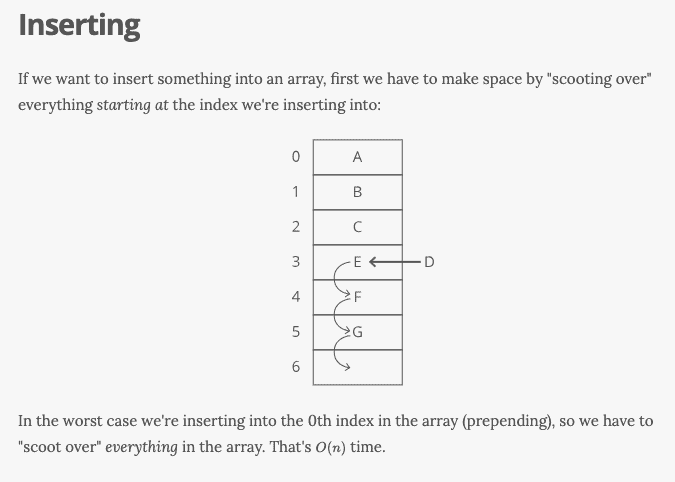 Inserting
If we want to insert something into an array, first we have to make space by "scooting over"
everything starting at the index we're inserting into:
0 A
1 B
2 C
3 E D
4 F
5 G
6
In the worst case we're inserting into the 0th index in the array (prepending), so we have to
"scoot over" everything in the array. That's O(n) time.